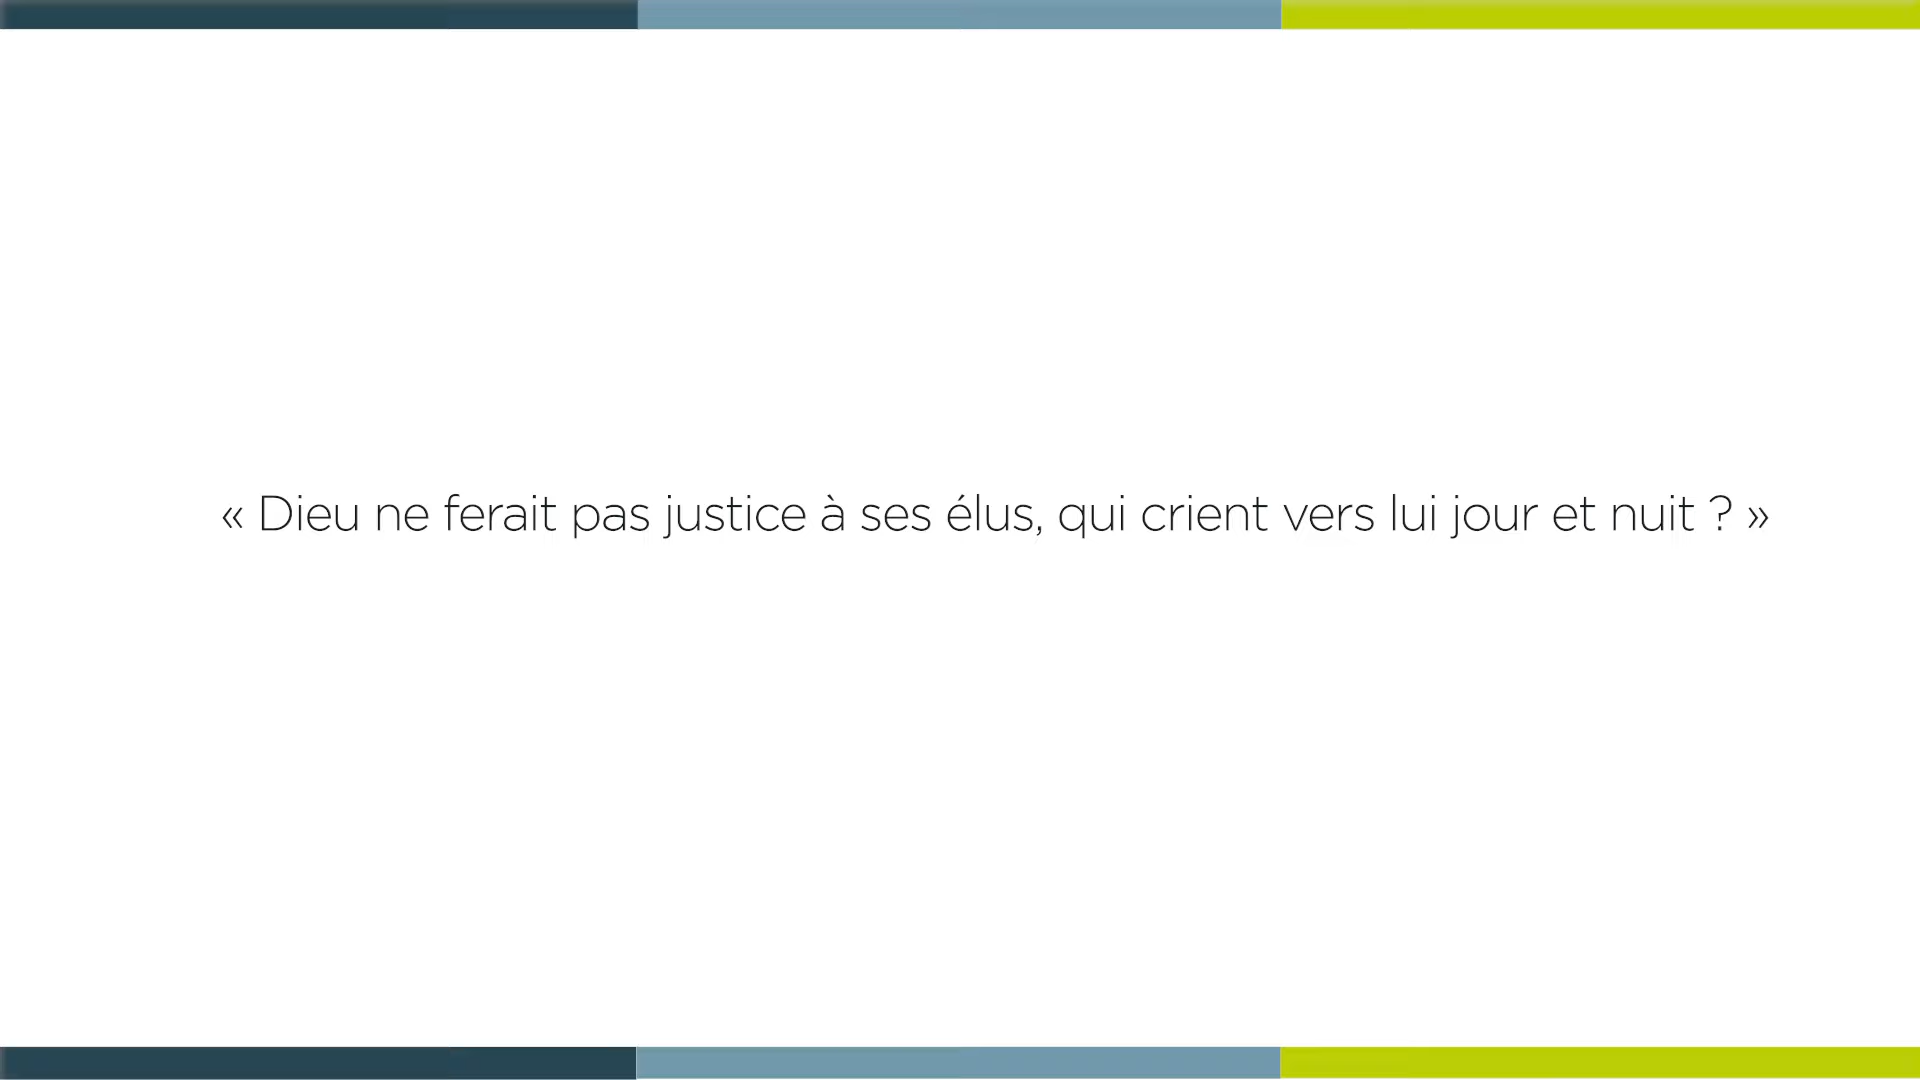 « Dieu ne ferait pas justice à ses élus, qui crient vers lui jour et nuit ? »